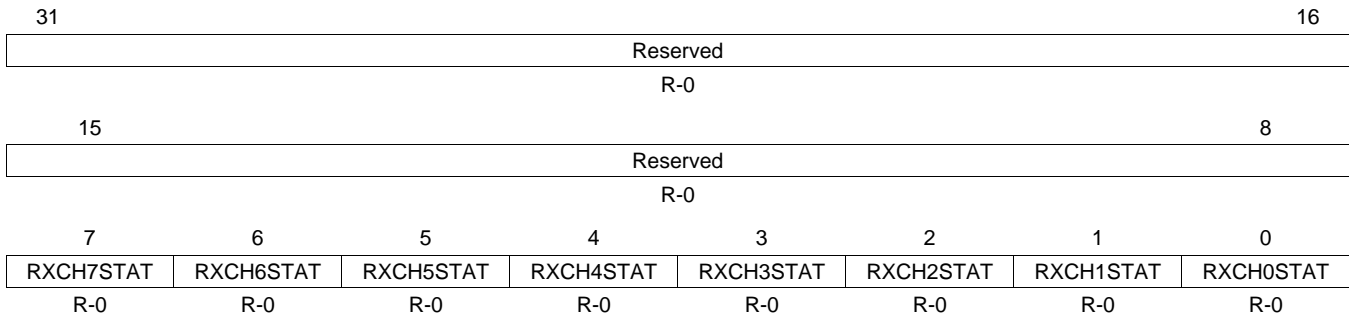 31 16
Reserved
R-0
15 8
Reserved
R-0
7 6 5 4 3 2 1 0
RXCH7STAT RXCH6STAT RXCH5STAT RXCH4STAT RXCH3STAT RXCH2STAT RXCH1STAT RXCH0STAT
R-0 R-0 R-0 R-0 R-0 R-0 R-0 R-0